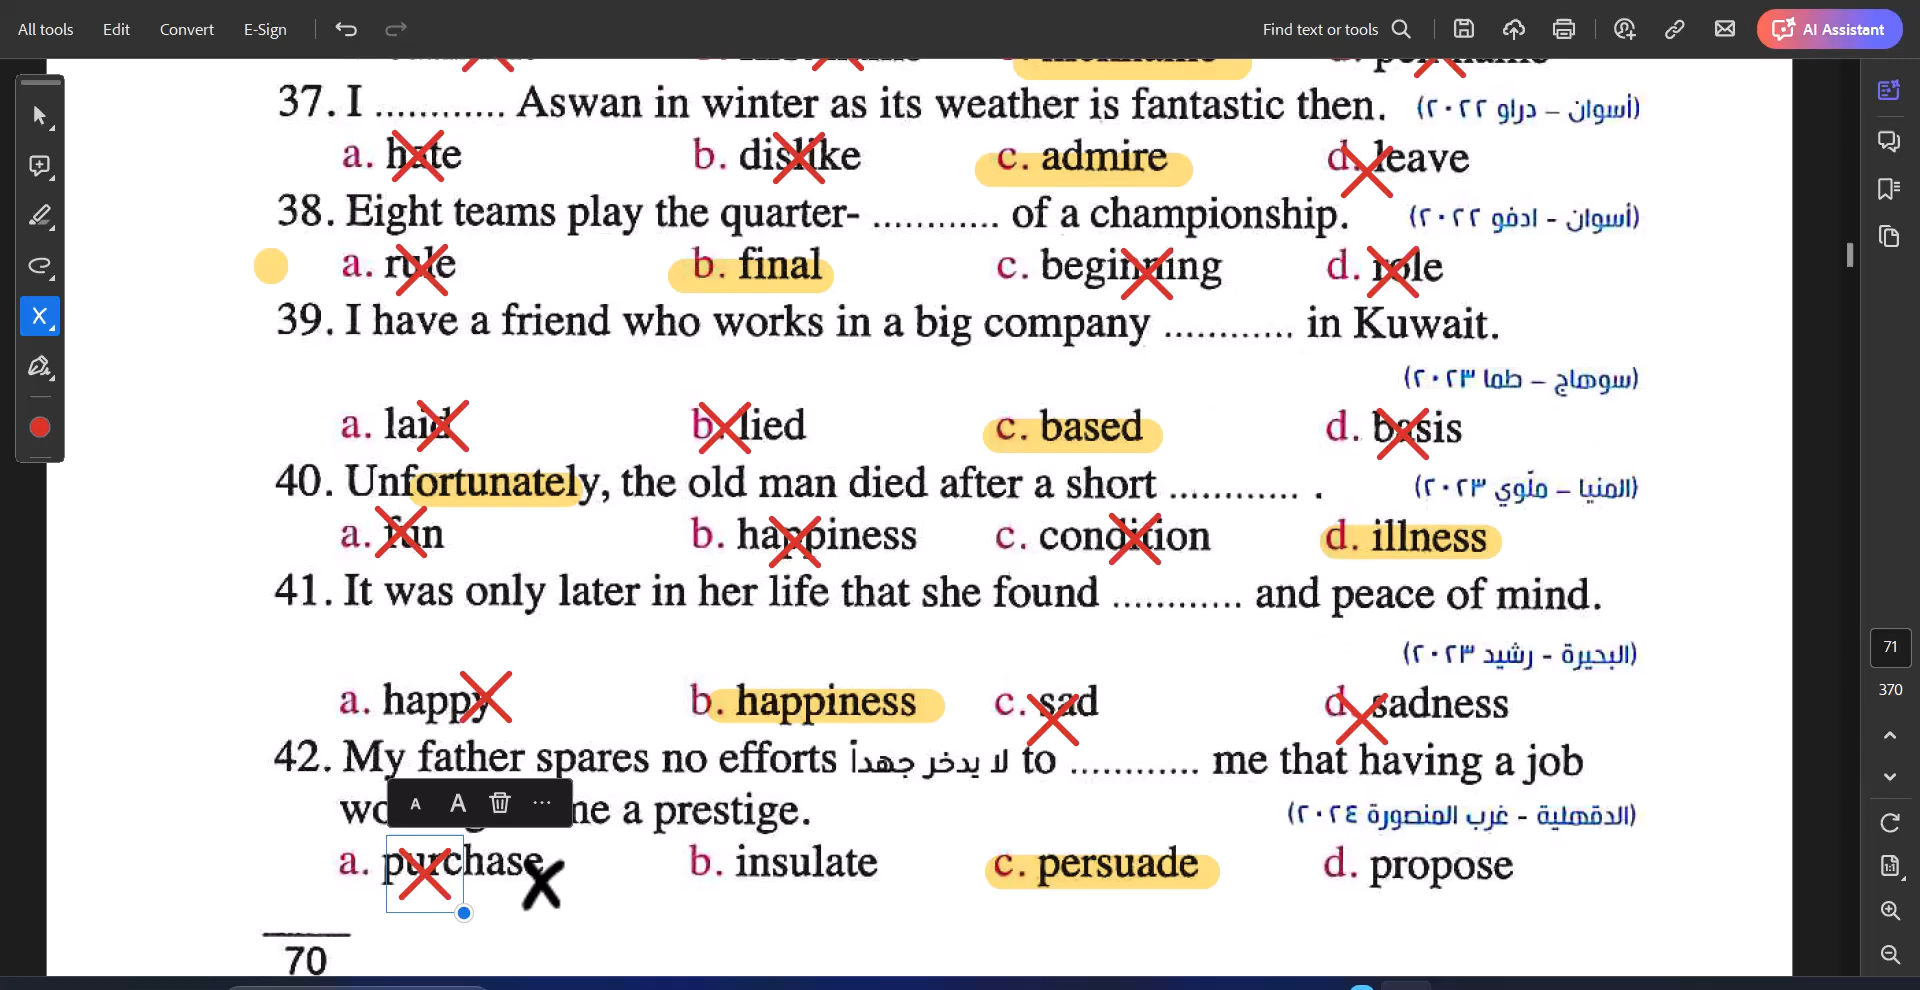 All tools Edit Convert E-Sign Find text or tools AI Assistant
37. I ............ Aswan in winter as its weather is fantastic then. (أسوان – دراو ٢٠٢٢)
a. hate b. dislike c. admire d. leave
38. Eight teams play the quarter- ............ of a championship. (أسوان - ادفو ٢٠٢٢)
a. rule b. final c. beginning d. role
39. I have a friend who works in a big company ............ in Kuwait.
(سوهاج – طما ٢٠٢٣)
a. laid b. lied c. based d. basis
40. Unfortunately, the old man died after a short ............ . (المنيا – ملّوي ٢٠٢٣)
a. fun b. happiness c. condition d. illness
41. It was only later in her life that she found ............ and peace of mind.
(البحيرة - رشيد ٢٠٢٣)
71
a. happy b. happiness c. sad d. sadness
370
42. My father spares no efforts لا يدخر جهداً to ............ me that having a job
A A ...
me a prestige. (الدقهلية - غرب المنصورة ٢٠٢٤)
a. purchase b. insulate c. persuade d. propose
1:1
70